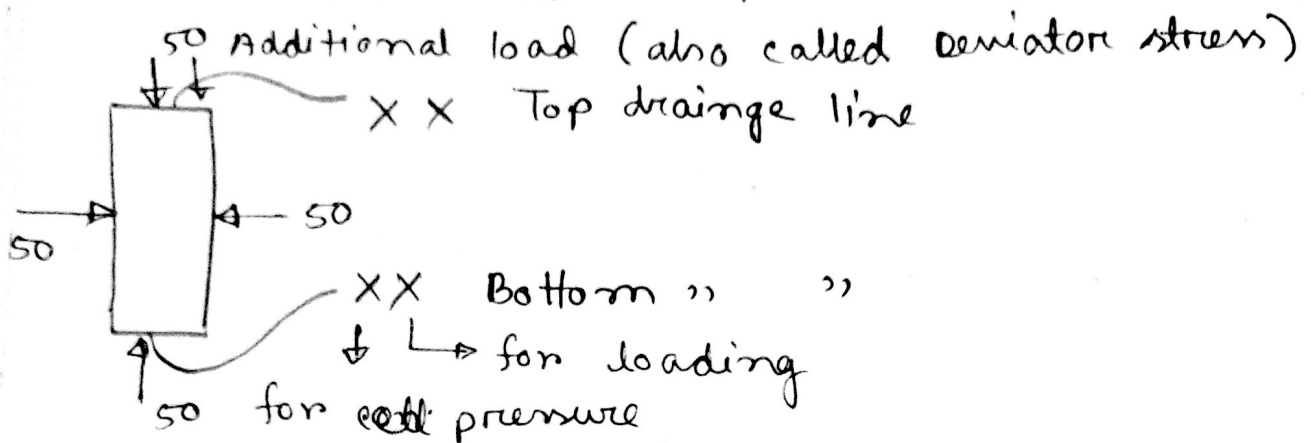 50 Additional load (also called Deviator stress)
X X Top drainge line
50
50
XX Bottom ,, ,,
for loading
50 for cell pressure